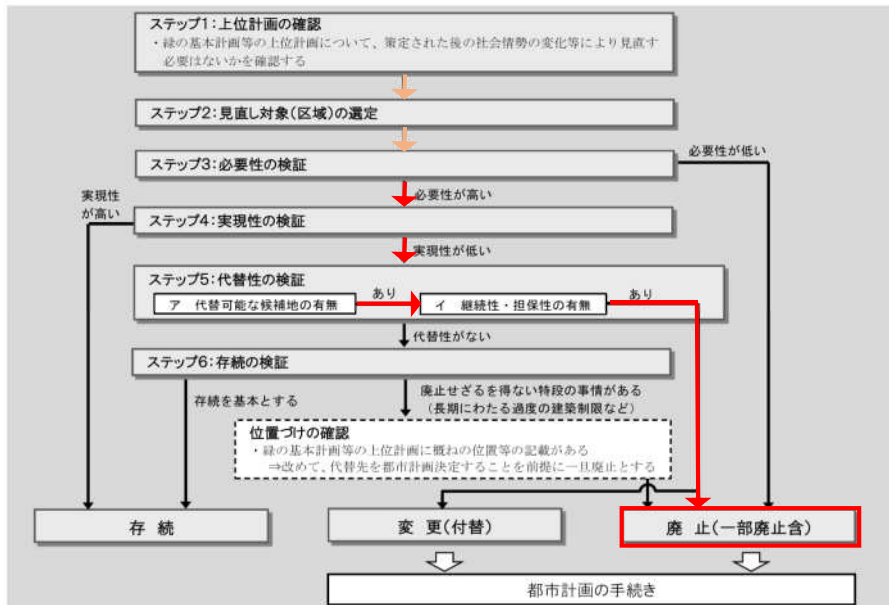 ステップ1:上位計画の確認
・緑の基本計画等の上位計画について、策定された後の社会情勢の変化等により見直す
必要はないかを確認する
ステップ2:見直し対象(区域)の選定
ステップ3:必要性の検証
必要性が低い
必要性が高い
実現性
が高い
ステップ4:実現性の検証
実現性が低い
ステップ5:代替性の検証
ア 代替可能な候補地の有無
あり
イ 継続性・担保性の有無
あり
代替性がない
ステップ6:存続の検証
存続を基本とする
廃止せざるを得ない特段の事情がある
(長期にわたる過度の建築制限など)
位置づけの確認
・緑の基本計画等の上位計画に概ねの位置等の記載がある
⇒改めて、代替先を都市計画決定することを前提に一旦廃止とする
存 続
変 更(付替)
廃 止(一部廃止含)
都市計画の手続き